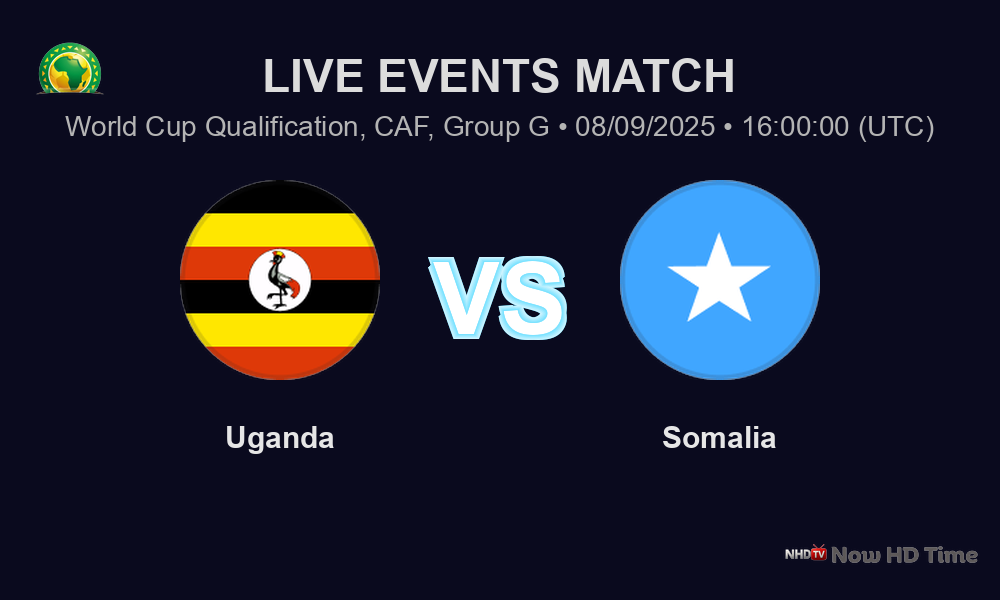 LIVE EVENTS MATCH
World Cup Qualification, CAF, Group G • 08/09/2025 • 16:00:00 (UTC)
VS
Uganda
Somalia
NHDTV Now HD Time